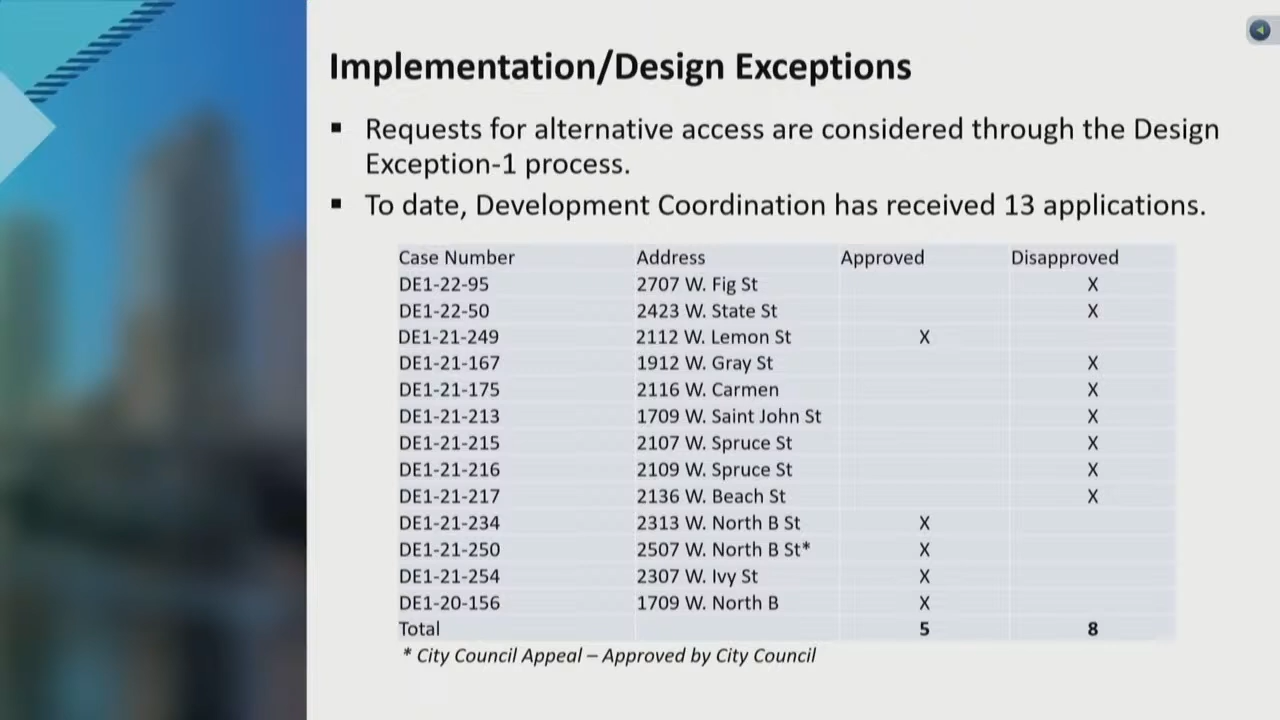 Implementation/Design Exceptions
▪ Requests for alternative access are considered through the Design
Exception-1 process.
▪ To date, Development Coordination has received 13 applications.
Case Number Address Approved Disapproved
DE1-22-95 2707 W. Fig St X
DE1-22-50 2423 W. State St X
DE1-21-249 2112 W. Lemon St X
DE1-21-167 1912 W. Gray St X
DE1-21-175 2116 W. Carmen X
DE1-21-213 1709 W. Saint John St X
DE1-21-215 2107 W. Spruce St X
DE1-21-216 2109 W. Spruce St X
DE1-21-217 2136 W. Beach St X
DE1-21-234 2313 W. North B St X
DE1-21-250 2507 W. North B St* X
DE1-21-254 2307 W. Ivy St X
DE1-20-156 1709 W. North B X
Total 5 8
* City Council Appeal – Approved by City Council